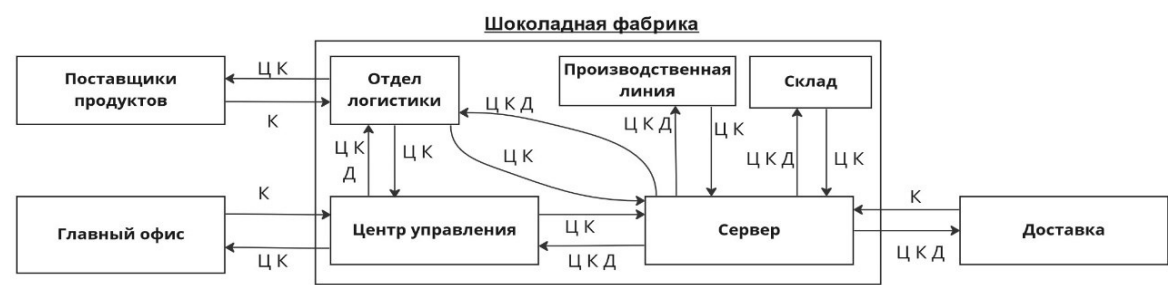 Шоколадная фабрика
Поставщики
продуктов
Ц К
К
Отдел
логистики
Ц К Д
Производственная
линия
Склад
Ц К
Д
Ц К
Ц К
Ц К Д
Ц К
Ц К Д
Ц К
Главный офис
К
Ц К
Центр управления
Ц К
Ц К Д
Сервер
К
Ц К Д
Доставка